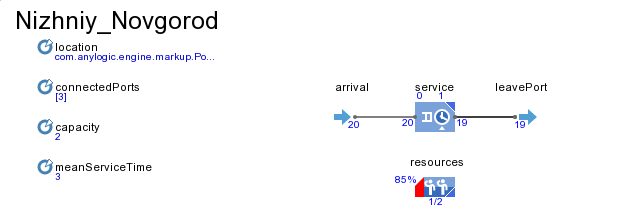 Nizhniy_Novgorod
location
com.anylogic.engine.markup.Po...
connectedPorts
[3]
capacity
2
meanServiceTime
3
arrival
service
leavePort
0 1
20
20
19
19
resources
85%
1/2